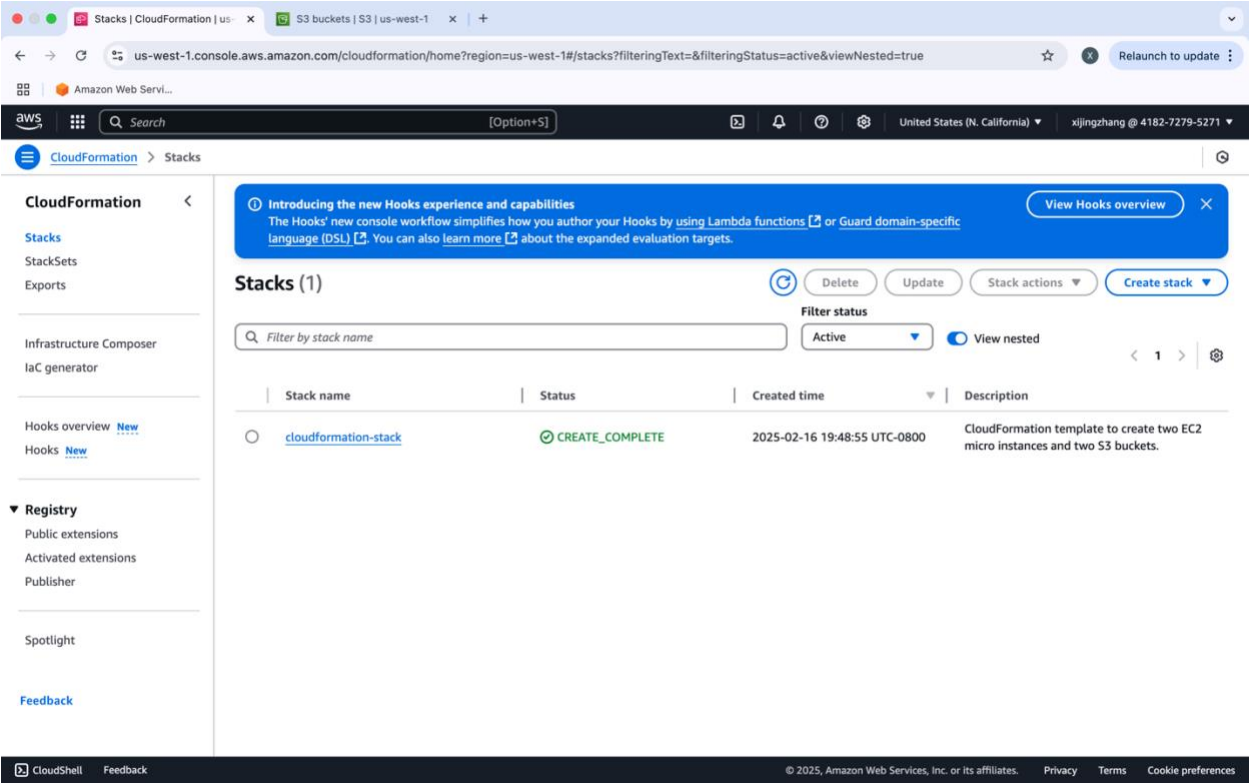 Stacks | CloudFormation | us-
S3 buckets | S3 | us-west-1
us-west-1.console.aws.amazon.com/cloudformation/home?region=us-west-1#/stacks?filteringText=&filteringStatus=active&viewNested=true
X
Relaunch to update
Amazon Web Servi...
aws
Search
[Option+S]
United States (N. California)
xijingzhang @ 4182-7279-5271
CloudFormation > Stacks
CloudFormation
Stacks
StackSets
Exports
Infrastructure Composer
IaC generator
Hooks overview New
Hooks New
Registry
Public extensions
Activated extensions
Publisher
Spotlight
Feedback
Introducing the new Hooks experience and capabilities
The Hooks' new console workflow simplifies how you author your Hooks by using Lambda functions or Guard domain-specific
language (DSL). You can also learn more about the expanded evaluation targets.
View Hooks overview
Stacks (1)
Delete
Update
Stack actions
Create stack
Filter by stack name
Filter status
Active
View nested
1
Stack name
Status
Created time
Description
cloudformation-stack
CREATE_COMPLETE
2025-02-16 19:48:55 UTC-0800
CloudFormation template to create two EC2
micro instances and two S3 buckets.
CloudShell
Feedback
© 2025, Amazon Web Services, Inc. or its affiliates.
Privacy
Terms
Cookie preferences